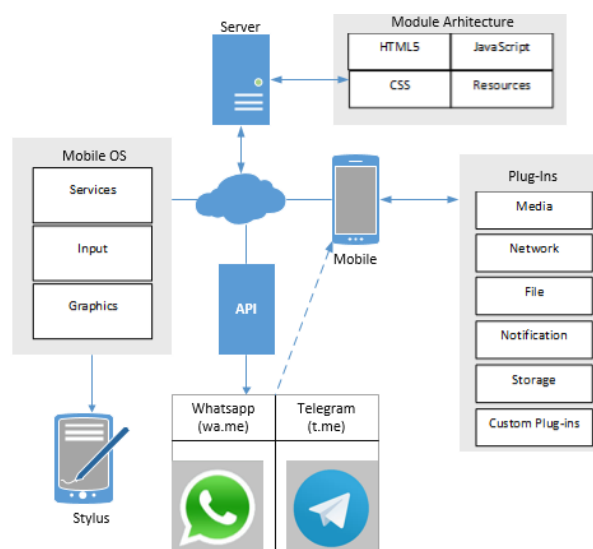 Server
Module Arhitecture
HTML5
JavaScript
CSS
Resources
Mobile OS
Services
Input
Graphics
Mobile
Plug-Ins
Media
Network
File
Notification
Storage
Custom Plug-ins
API
Whatsapp
(wa.me)
Telegram
(t.me)
Stylus